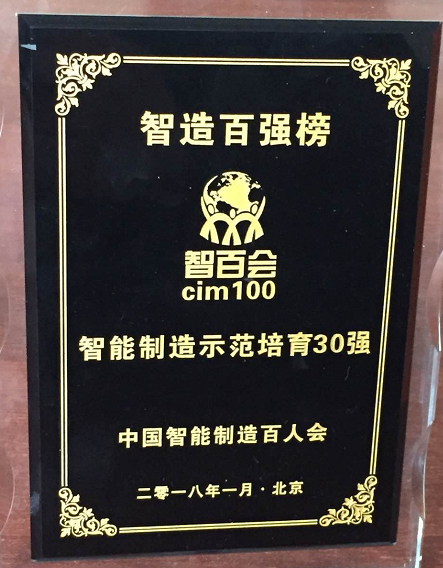 智造百强榜
智百会
cim100
智能制造示范培育30强
中国智能制造百人会
二零一八年一月·北京